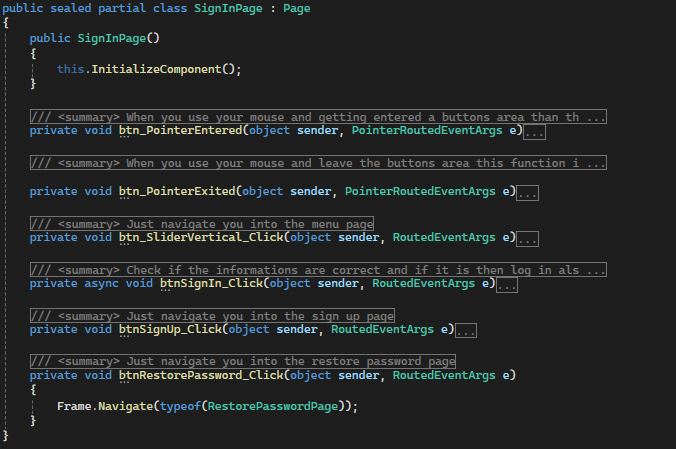 public sealed partial class SignInPage : Page
{
public SignInPage()
{
this.InitializeComponent();
}
/// <summary> When you use your mouse and getting entered a buttons area than th ...
private void btn_PointerEntered(object sender, PointerRoutedEventArgs e)...
/// <summary> When you use your mouse and leave the buttons area this function i ...
private void btn_PointerExited(object sender, PointerRoutedEventArgs e)...
/// <summary> Just navigate you into the menu page
private void btn_SliderVertical_Click(object sender, RoutedEventArgs e)...
/// <summary> Check if the informations are correct and if it is then log in als ...
private async void btnSignIn_Click(object sender, RoutedEventArgs e)...
/// <summary> Just navigate you into the sign up page
private void btnSignUp_Click(object sender, RoutedEventArgs e)...
/// <summary> Just navigate you into the restore password page
private void btnRestorePassword_Click(object sender, RoutedEventArgs e)
{
Frame.Navigate(typeof(RestorePasswordPage));
}
}